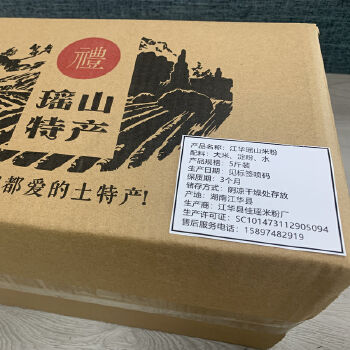 禮
瑶山
特产
都爱的土特产!
产品名称：江华瑶山米粉
配料：大米、淀粉、水
产品规格：5斤装
生产日期：见标签喷码
保质期：3个月
储存方式：阴凉干燥处存放
产地：湖南江华县
生产商：江华县佳瑶米粉厂
生产许可证：SC10147311290509​4
售后服务电话：15897482919